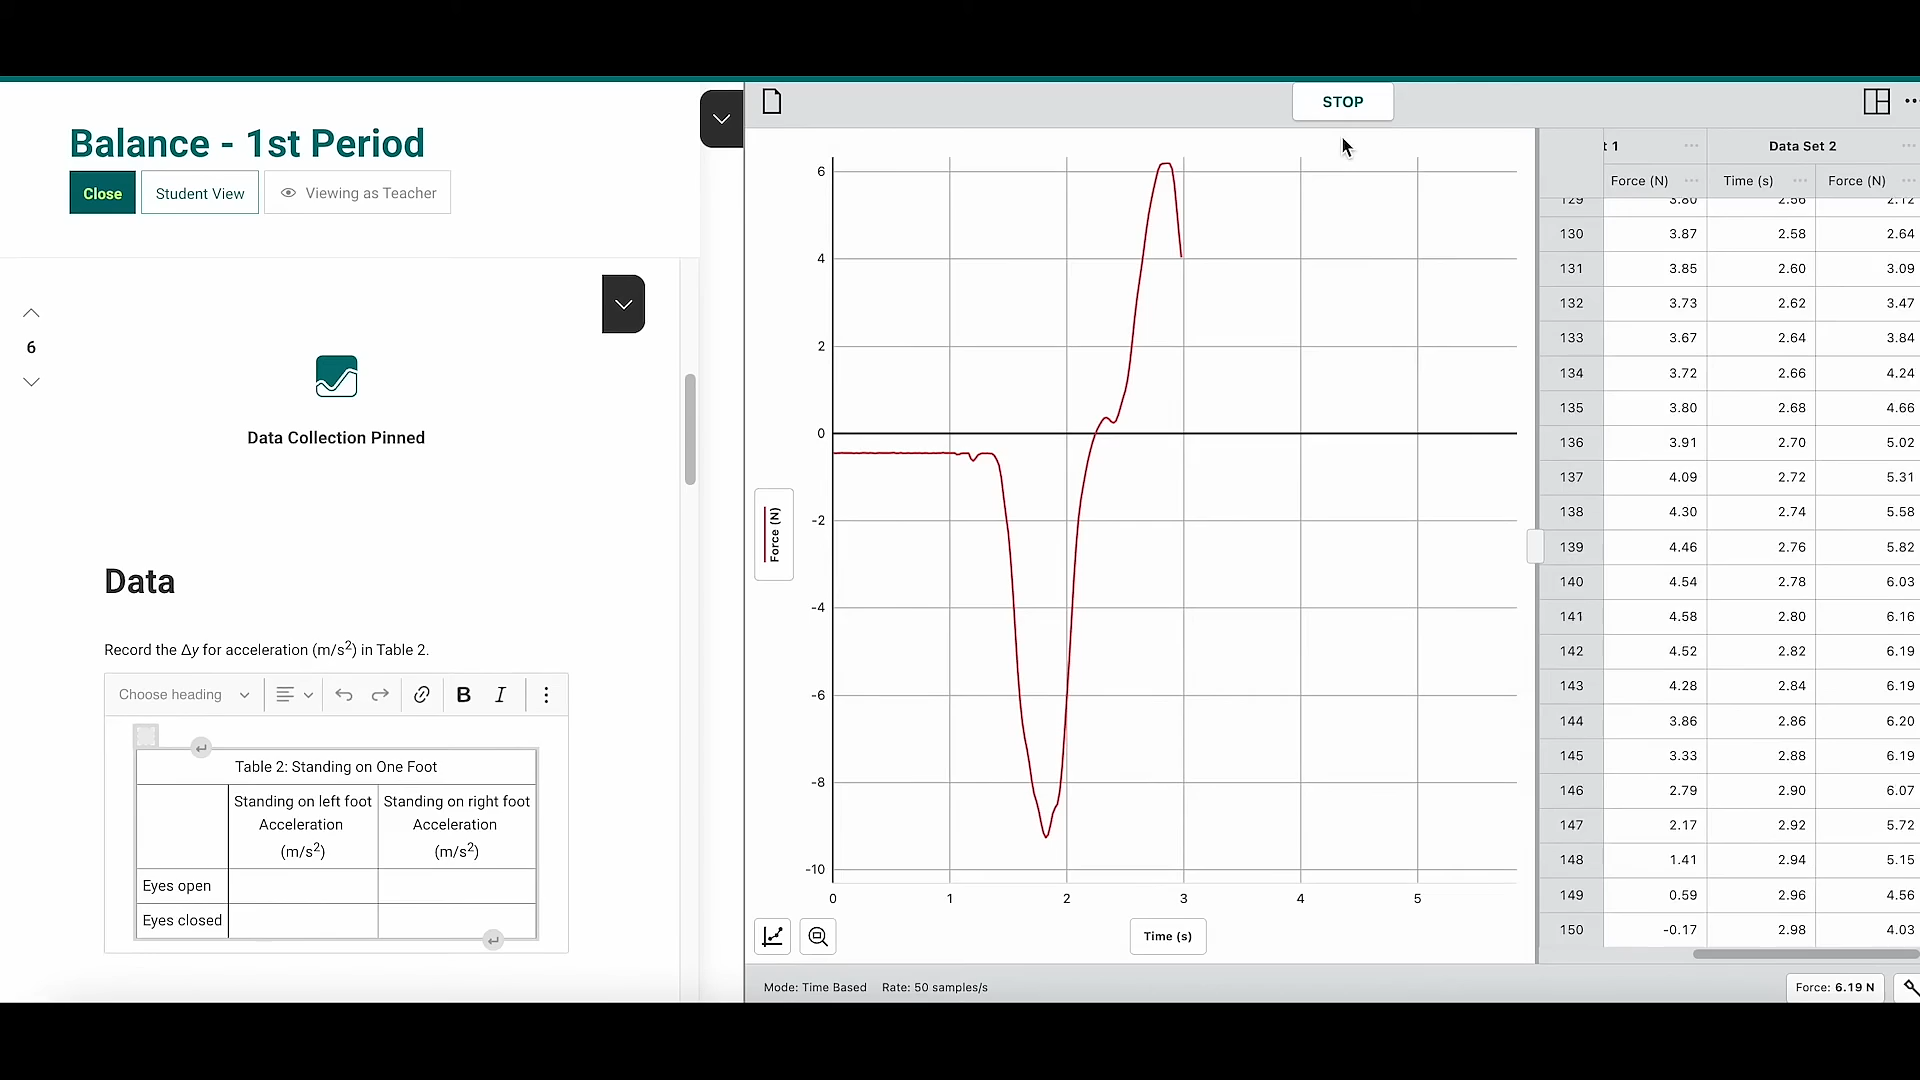 Balance - 1st Period
Close
Student View
Viewing as Teacher
6
Data Collection Pinned
Data
Record the Δy for acceleration (m/s²) in Table 2.
Choose heading
B
I
Table 2: Standing on One Foot
Standing on left foot Acceleration (m/s²)
Standing on right foot Acceleration (m/s²)
Eyes open
Eyes closed
STOP
6
4
2
0
-2
-4
-6
-8
-10
Force (N)
0 1 2 3 4 5
Time (s)
t 1 Data Set 2
Force (N) Time (s) Force (N)
129 3.80 2.56 2.12
130 3.87 2.58 2.64
131 3.85 2.60 3.09
132 3.73 2.62 3.47
133 3.67 2.64 3.84
134 3.72 2.66 4.24
135 3.80 2.68 4.66
136 3.91 2.70 5.02
137 4.09 2.72 5.31
138 4.30 2.74 5.58
139 4.46 2.76 5.82
140 4.54 2.78 6.03
141 4.58 2.80 6.16
142 4.52 2.82 6.19
143 4.28 2.84 6.19
144 3.86 2.86 6.20
145 3.33 2.88 6.19
146 2.79 2.90 6.07
147 2.17 2.92 5.72
148 1.41 2.94 5.15
149 0.59 2.96 4.56
150 -0.17 2.98 4.03
Mode: Time Based Rate: 50 samples/s
Force: 6.19 N